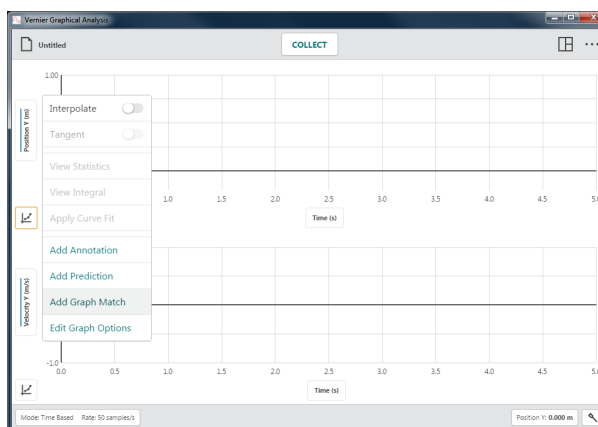 Vernier Graphical Analysis
Untitled
COLLECT
1.00
Position Y (m)
Interpolate
Tangent
View Statistics
View Integral
Apply Curve Fit
Add Annotation
Add Prediction
Add Graph Match
Edit Graph Options
1.0 1.5 2.0 2.5 3.0 3.5 4.0 4.5 5.0
Time (s)
Velocity Y (m/s)
-1.0
0.0 0.5 1.0 1.5 2.0 2.5 3.0 3.5 4.0 4.5 5.0
Time (s)
Mode: Time Based Rate: 50 samples/s
Position Y: 0.000 m